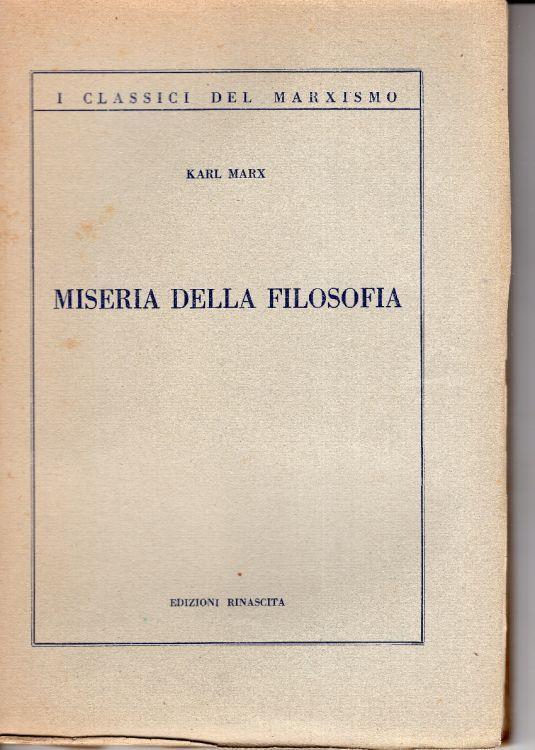 I CLASSICI DEL MARXISMO
KARL MARX
MISERIA DELLA FILOSOFIA
EDIZIONI RINASCITA